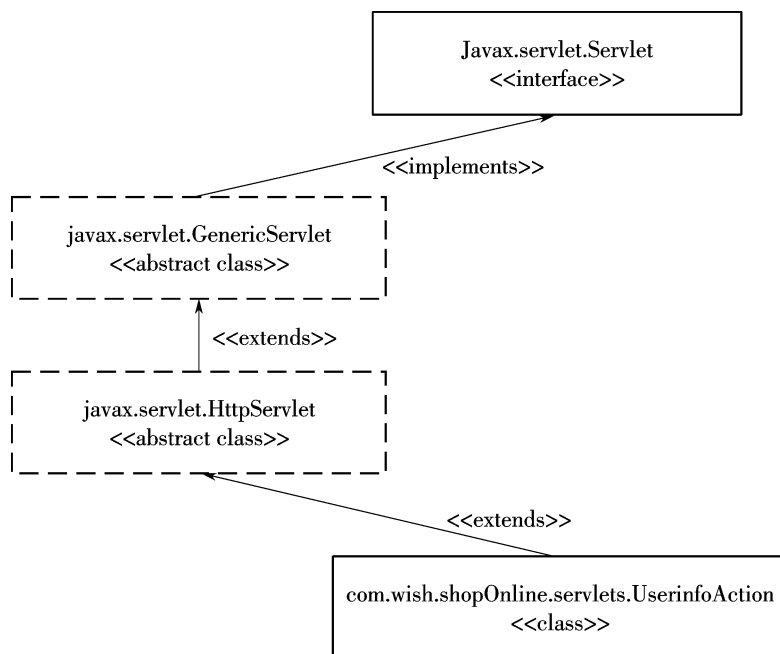 Javax.servlet.Servlet
<<interface>>
<<implements>>
javax.servlet.GenericServlet
<<abstract class>>
<<extends>>
javax.servlet.HttpServlet
<<abstract class>>
<<extends>>
com.wish.shopOnline.servlets.UserinfoAction
<<class>>